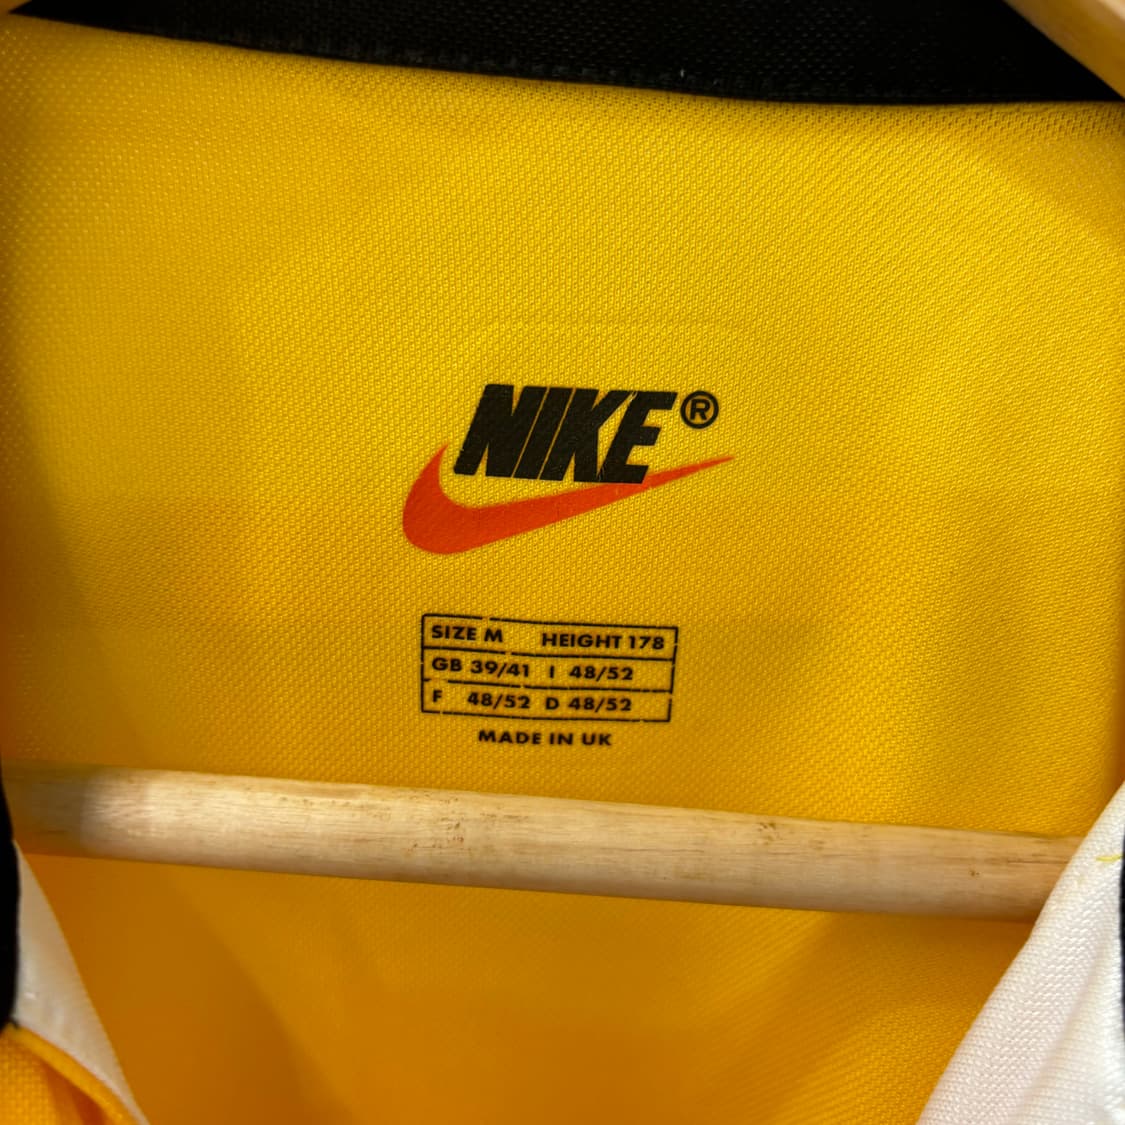 NIKE®
SIZE M HEIGHT 178
GB 39/41 I 48/52
F 48/52 D 48/52
MADE IN UK